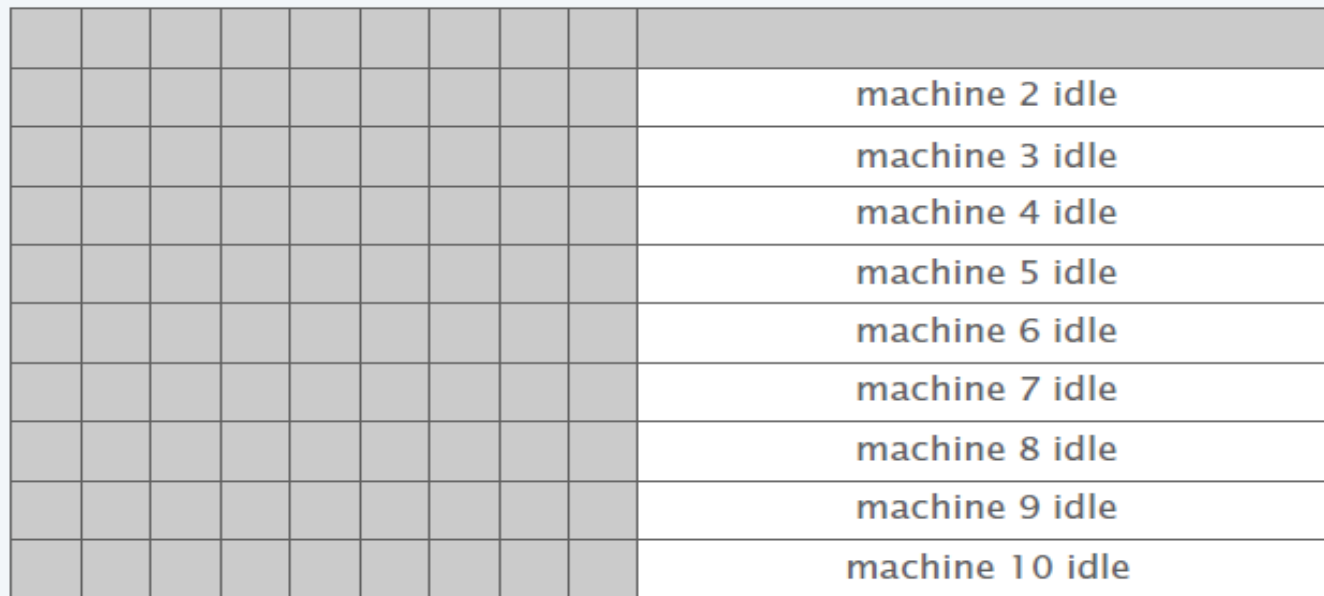 machine 2 idle
machine 3 idle
machine 4 idle
machine 5 idle
machine 6 idle
machine 7 idle
machine 8 idle
machine 9 idle
machine 10 idle